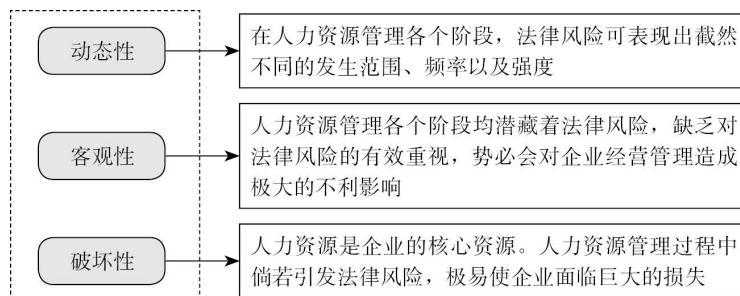 动态性
在人力资源管理各个阶段，法律风险可表现出截然
不同的发生范围、频率以及强度
客观性
人力资源管理各个阶段均潜藏着法律风险，缺乏对
法律风险的有效重视，势必会对企业经营管理造成
极大的不利影响
破坏性
人力资源是企业的核心资源。人力资源管理过程中
倘若引发法律风险，极易使企业面临巨大的损失